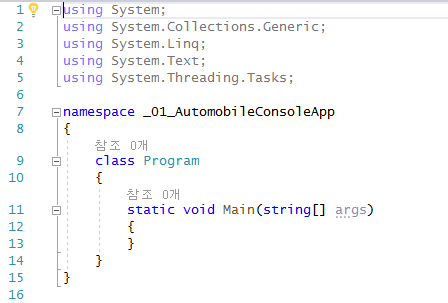 1 using System;
2 using System.Collections.Generic;
3 using System.Linq;
4 using System.Text;
5 using System.Threading.Tasks;
6
7 namespace _01_AutomobileConsoleApp
8 {
참조 0개
9 class Program
10 {
참조 0개
11 static void Main(string[] args)
12 {
13 }
14 }
15 }
16